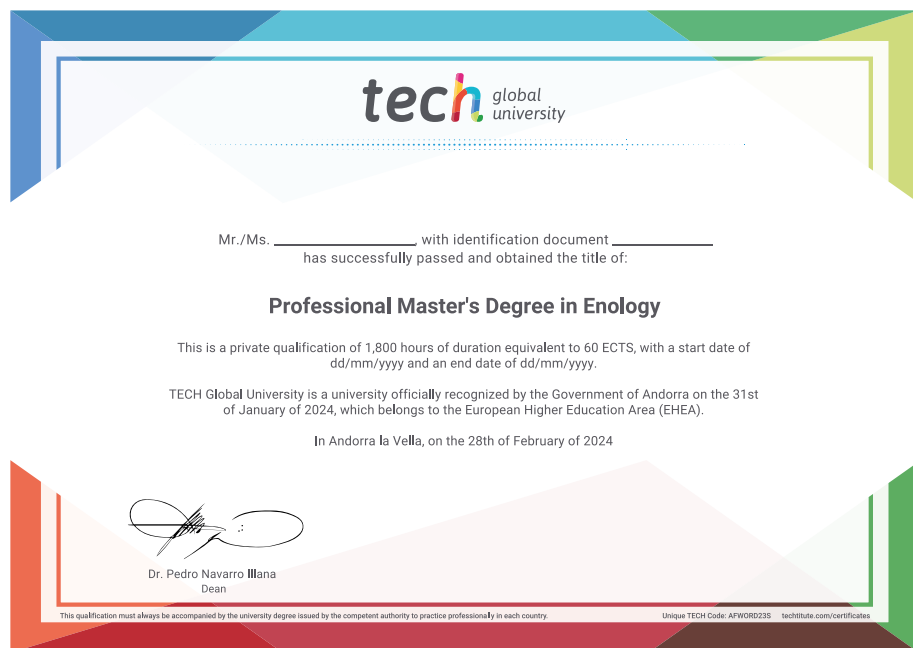 tech global university
Mr./Ms. ______________, with identification document __________
has successfully passed and obtained the title of:
Professional Master's Degree in Enology
This is a private qualification of 1,800 hours of duration equivalent to 60 ECTS, with a start date of
dd/mm/yyyy and an end date of dd/mm/yyyy.
TECH Global University is a university officially recognized by the Government of Andorra on the 31st
of January of 2024, which belongs to the European Higher Education Area (EHEA).
In Andorra la Vella, on the 28th of February of 2024
Dr. Pedro Navarro Illana
Dean
This qualification must always be accompanied by the university degree issued by the competent authority to practice professionally in each country.
Unique TECH Code: AFWORD23S techtitute.com/certificates